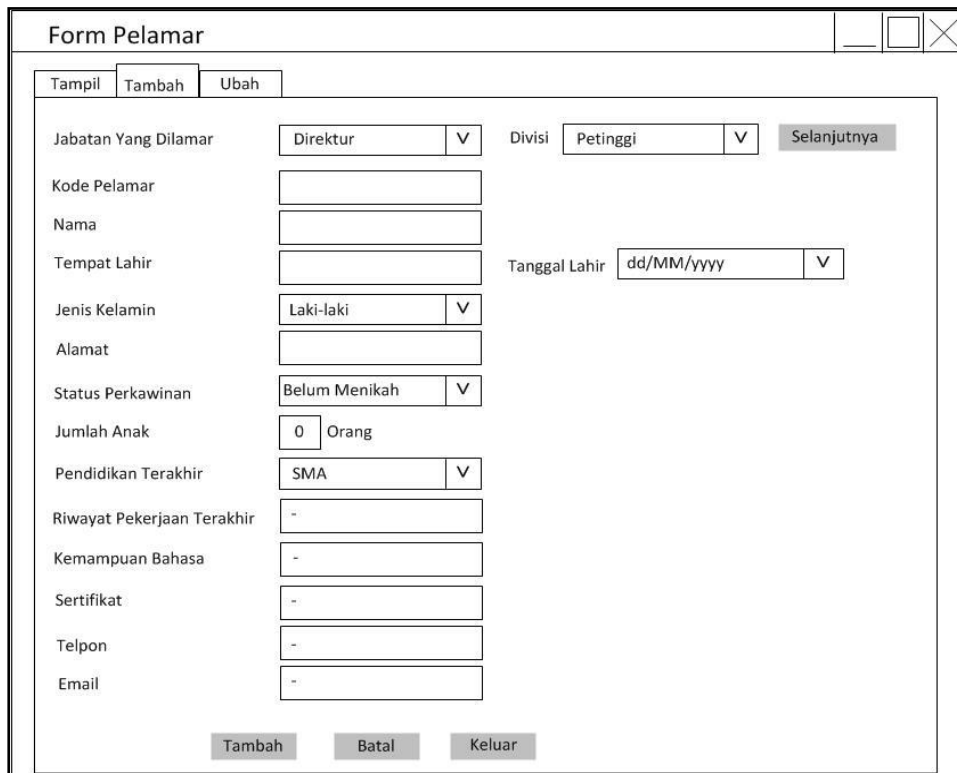 Form Pelamar
Tampil Tambah Ubah
Jabatan Yang Dilamar Direktur V Divisi Petinggi V Selanjutnya
Kode Pelamar
Nama
Tempat Lahir Tanggal Lahir dd/MM/yyyy V
Jenis Kelamin Laki-laki V
Alamat
Status Perkawinan Belum Menikah V
Jumlah Anak 0 Orang
Pendidikan Terakhir SMA V
Riwayat Pekerjaan Terakhir -
Kemampuan Bahasa -
Sertifikat -
Telpon -
Email -
Tambah Batal Keluar